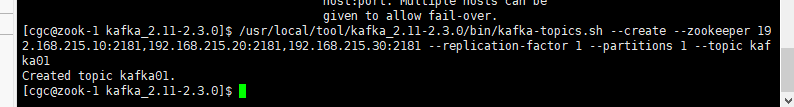 host:port. Multiple hosts can be
given to allow fail-over.
[cgc@zook-1 kafka_2.11-2.3.0]$ /usr/local/tool/kafka_2.11-2.3.0/bin/kafka-topics.sh --create --zookeeper 19
2.168.215.10:2181,192.168.215.20:2181,192.168.215.30:2181 --replication-factor 1 --partitions 1 --topic kaf
ka01
Created topic kafka01.
[cgc@zook-1 kafka_2.11-2.3.0]$